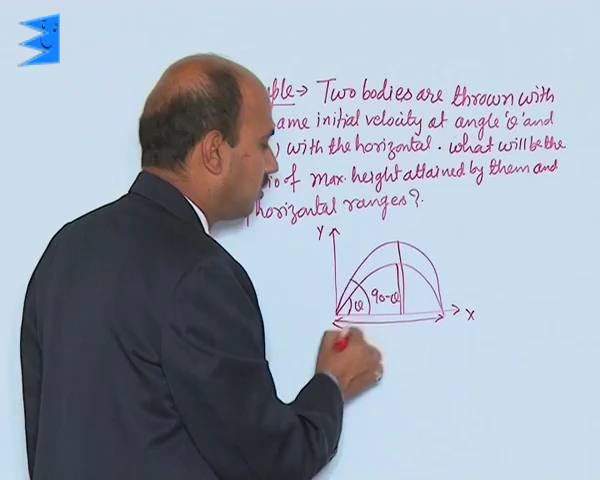 ple → Two bodies are thrown with
ame initial velocity at angle 'θ' and
) with the horizontal. what will be the
io of max. height attained by them and
horizontal ranges?
Y
θ 90-θ
X